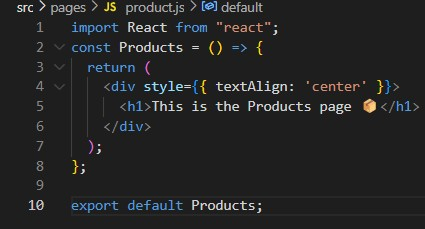 src > pages > JS product.js > default
1 import React from "react";
2 const Products = () => {
3   return (
4     <div style={{ textAlign: 'center' }}>
5       <h1>This is the Products page 📦</h1>
6     </div>
7   );
8 };
9
10 export default Products;